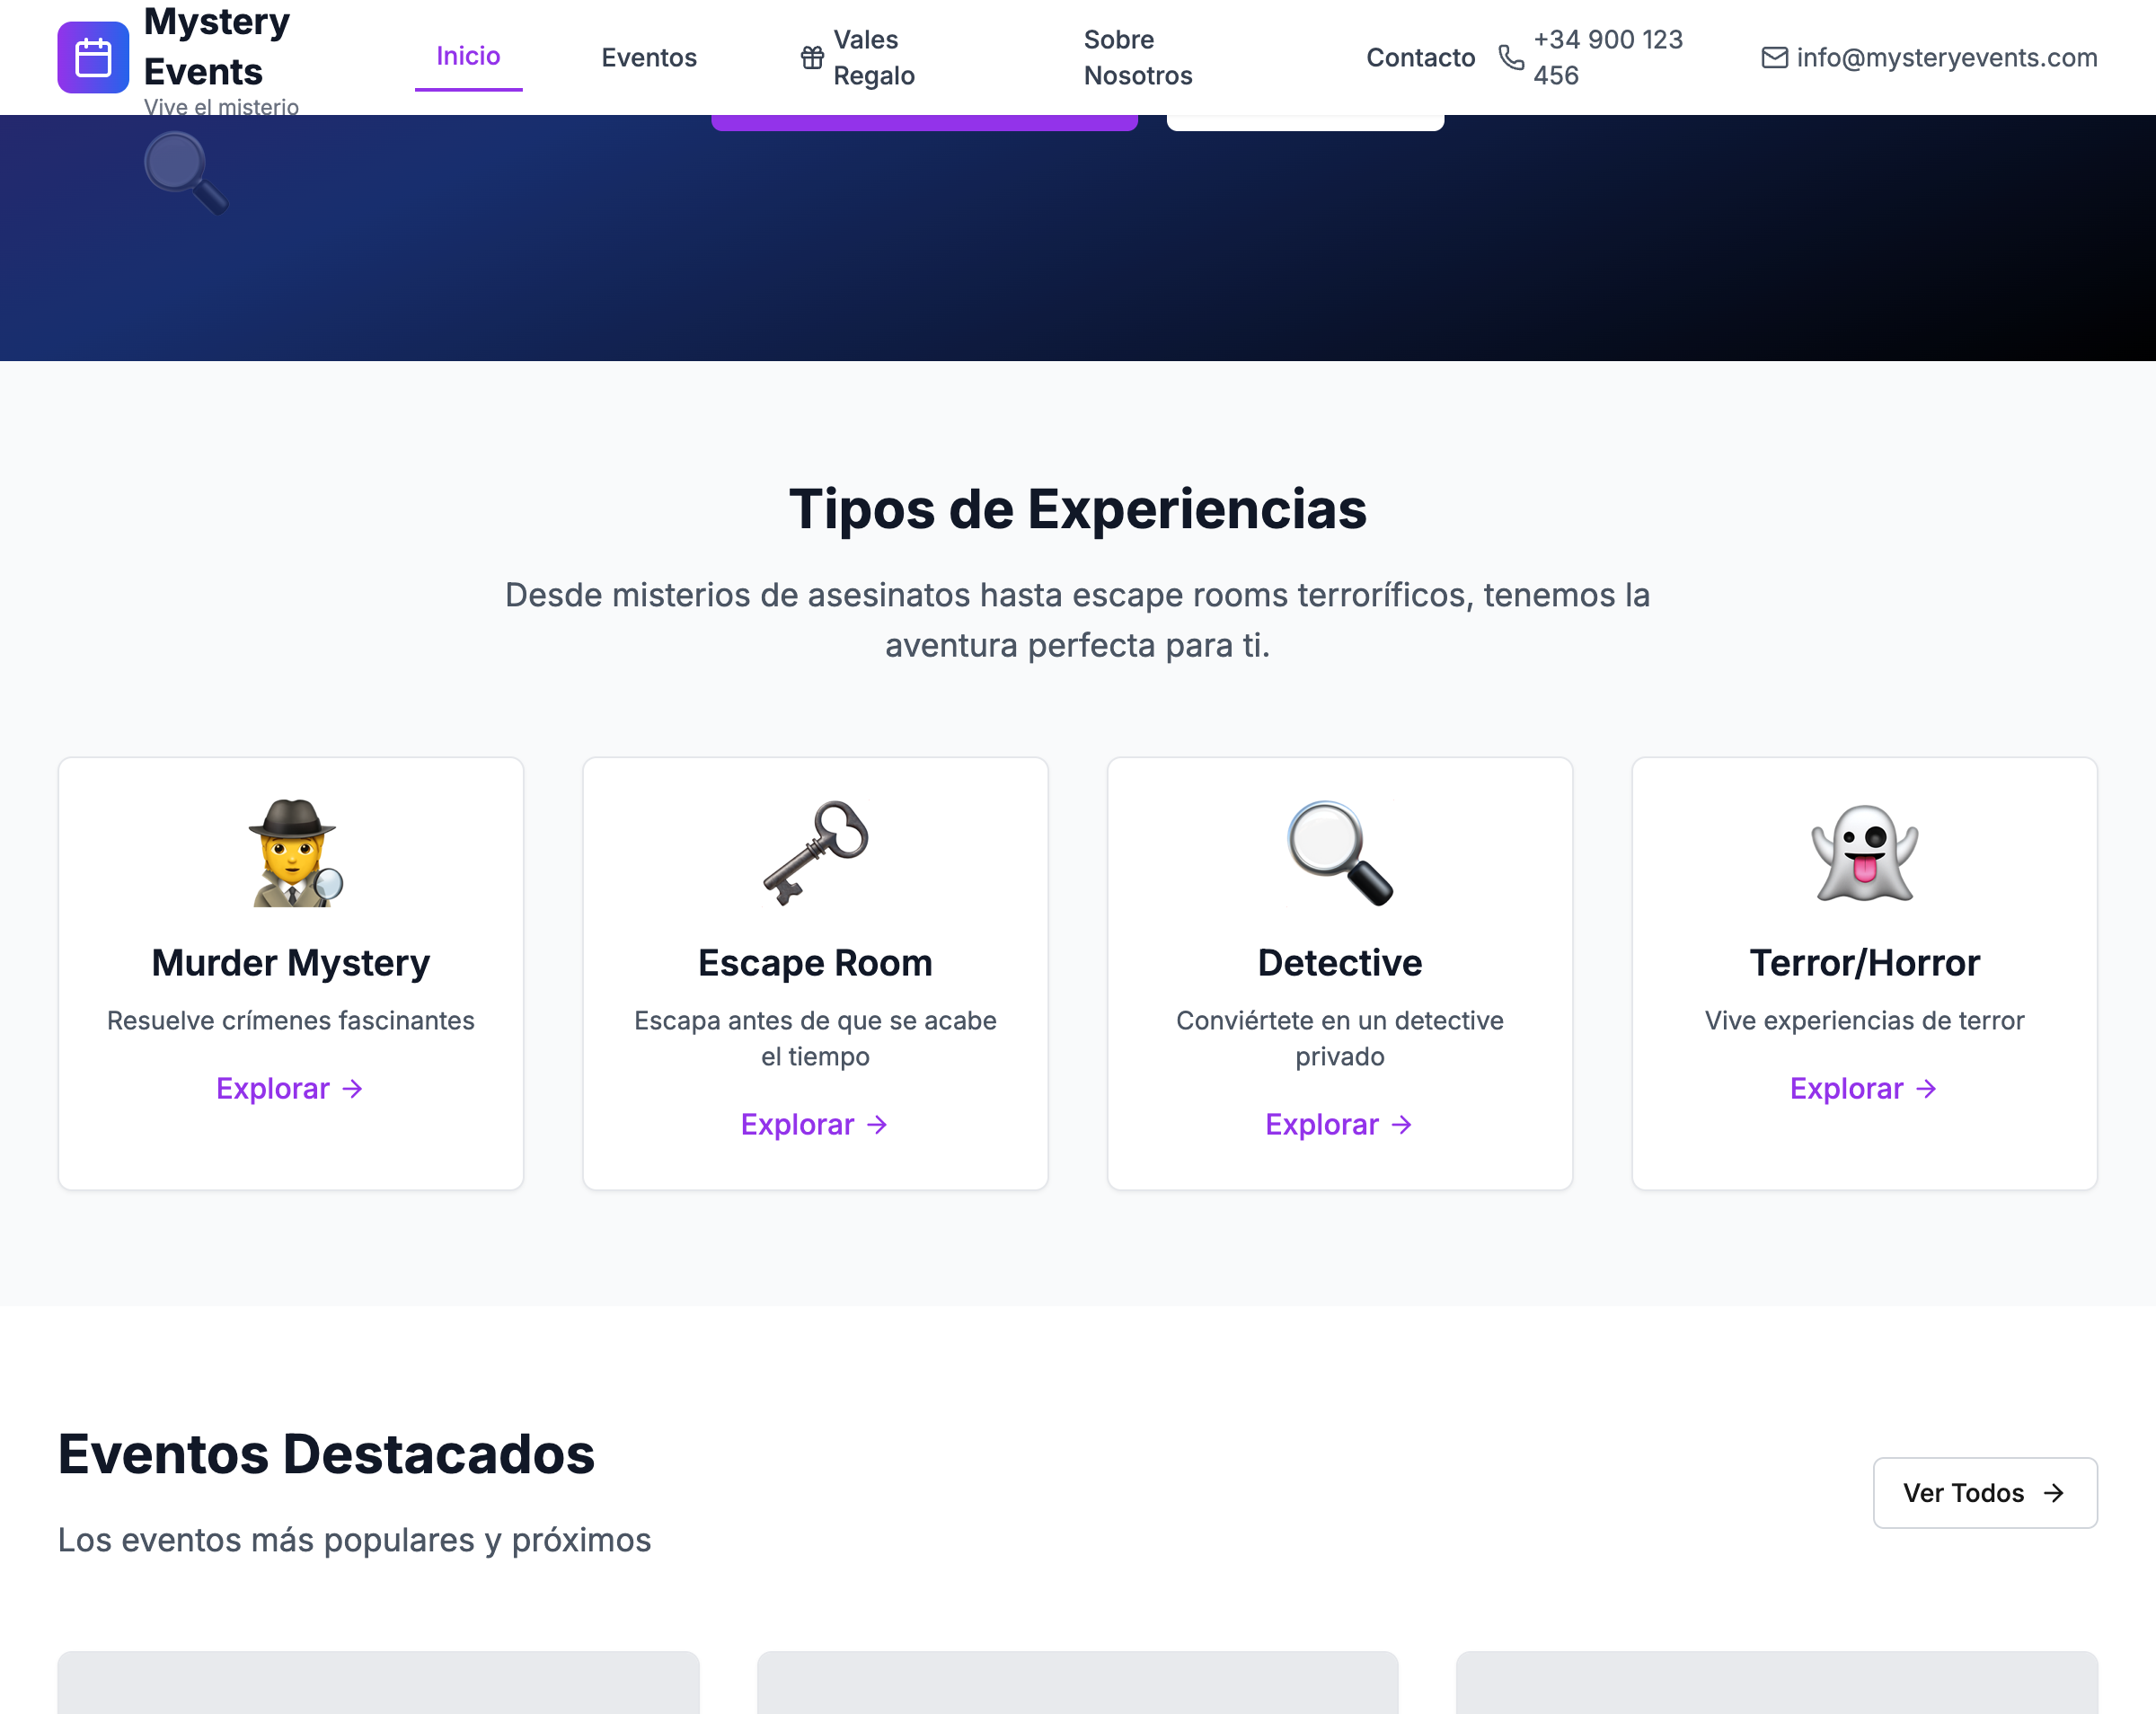 Mystery
Events
Vive el misterio
Inicio
Eventos
Vales
Regalo
Sobre
Nosotros
Contacto
+34 900 123
456
info@mysteryevents.com
Tipos de Experiencias
Desde misterios de asesinatos hasta escape rooms terroríficos, tenemos la
aventura perfecta para ti.
Murder Mystery
Resuelve crímenes fascinantes
Explorar →
Escape Room
Escapa antes de que se acabe
el tiempo
Explorar →
Detective
Conviértete en un detective
privado
Explorar →
Terror/Horror
Vive experiencias de terror
Explorar →
Eventos Destacados
Los eventos más populares y próximos
Ver Todos →